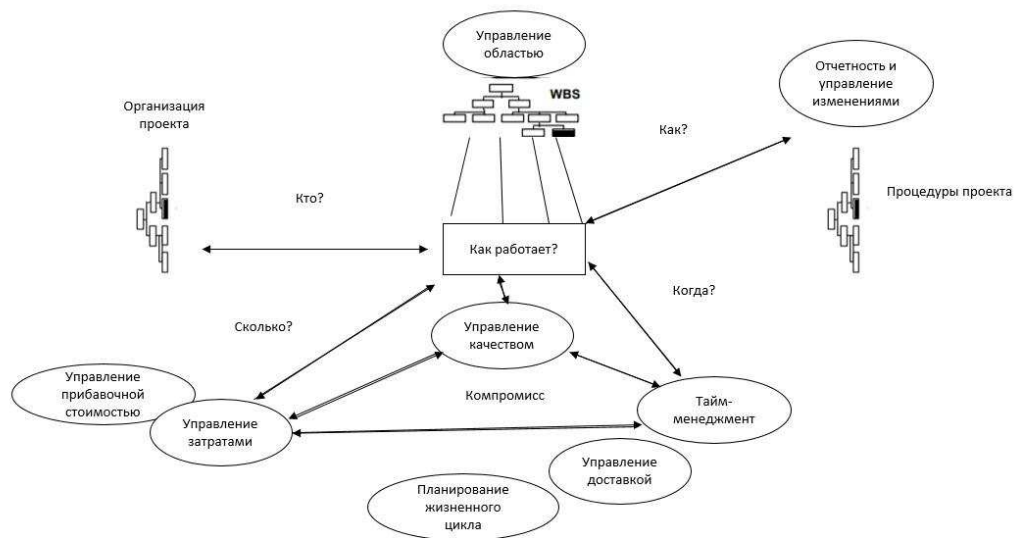 Управление
областью
WBS
Отчетность и
управление
изменениями
Организация
проекта
Как?
Процедуры проекта
Кто?
Как работает?
Когда?
Сколько?
Управление
качеством
Управление
прибавочной
стоимостью
Компромисс
Тайм-
менеджмент
Управление
затратами
Управление
доставкой
Планирование
жизненного
цикла